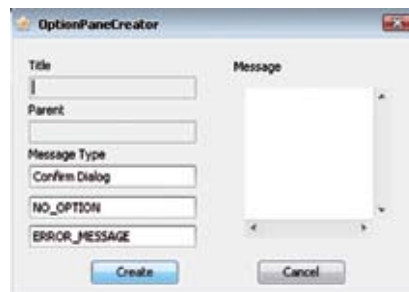 OptionPaneCreator
Title
Message
Parent
Message Type
Confirm Dialog
NO_OPTION
ERROR_MESSAGE
Create
Cancel